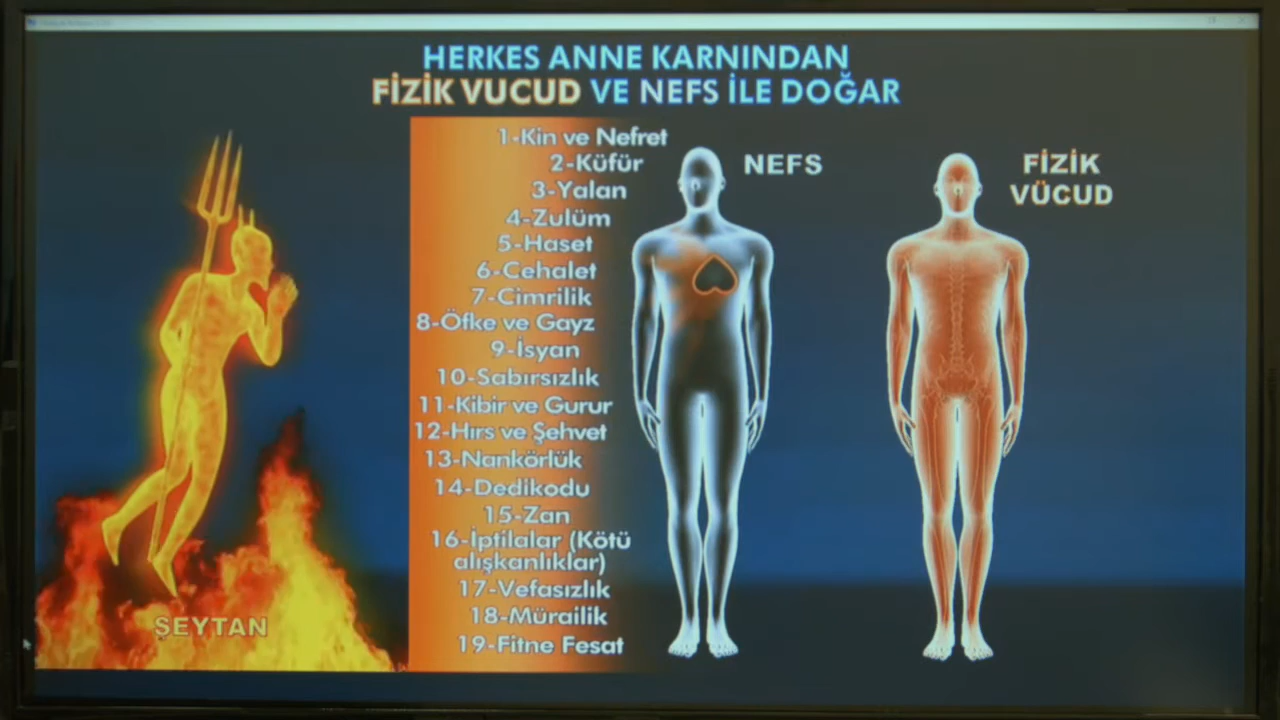 HERKES ANNE KARNINDAN
FİZİK VUCUD VE NEFS İLE DOĞAR
1-Kin ve Nefret
2-Küfür
3-Yalan
4-Zulüm
5-Haset
6-Cehalet
7-Cimrilik
8-Öfke ve Gayz
9-İsyan
10-Sabırsızlık
11-Kibir ve Gurur
12-Hırs ve Şehvet
13-Nankörlük
14-Dedikodu
15-Zan
16-İptilalar (Kötü
alışkanlıklar)
17-Vefasızlık
18-Mürailik
19-Fitne Fesat
NEFS
FİZİK
VÜCUD
ŞEYTAN